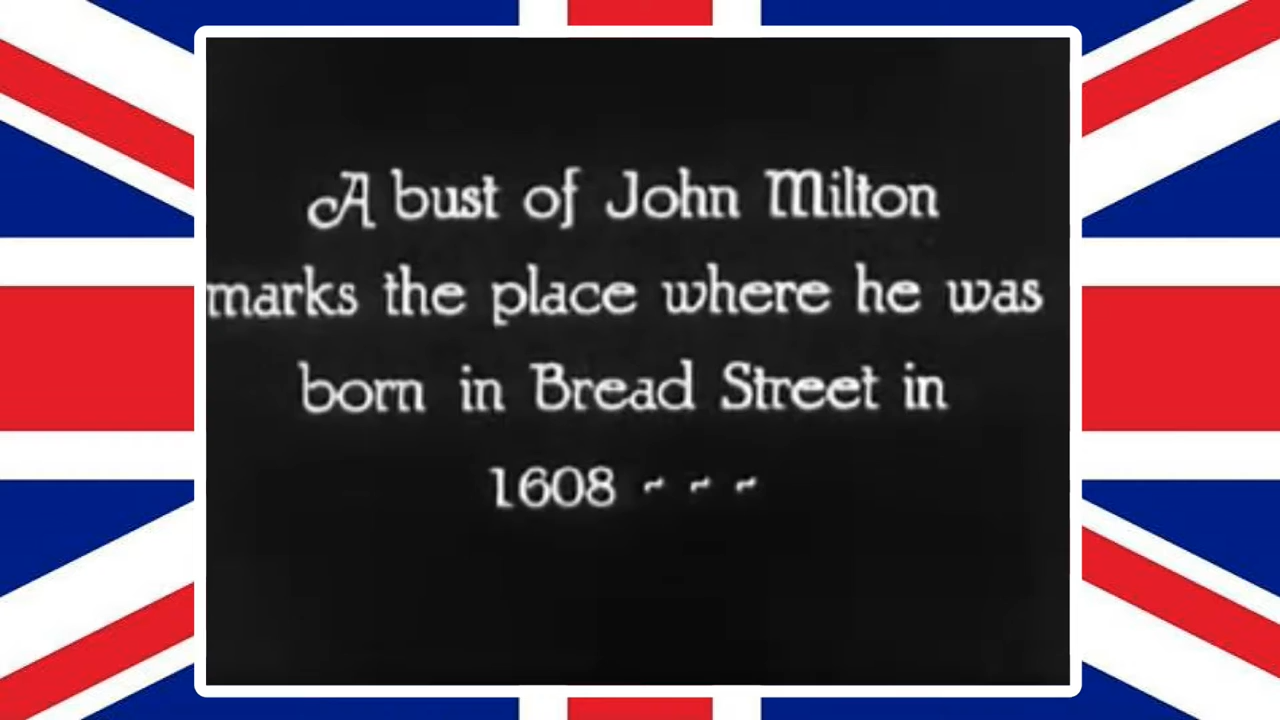 A bust of John Milton
marks the place where he was
born in Bread Street in
1608 ~ ~ ~